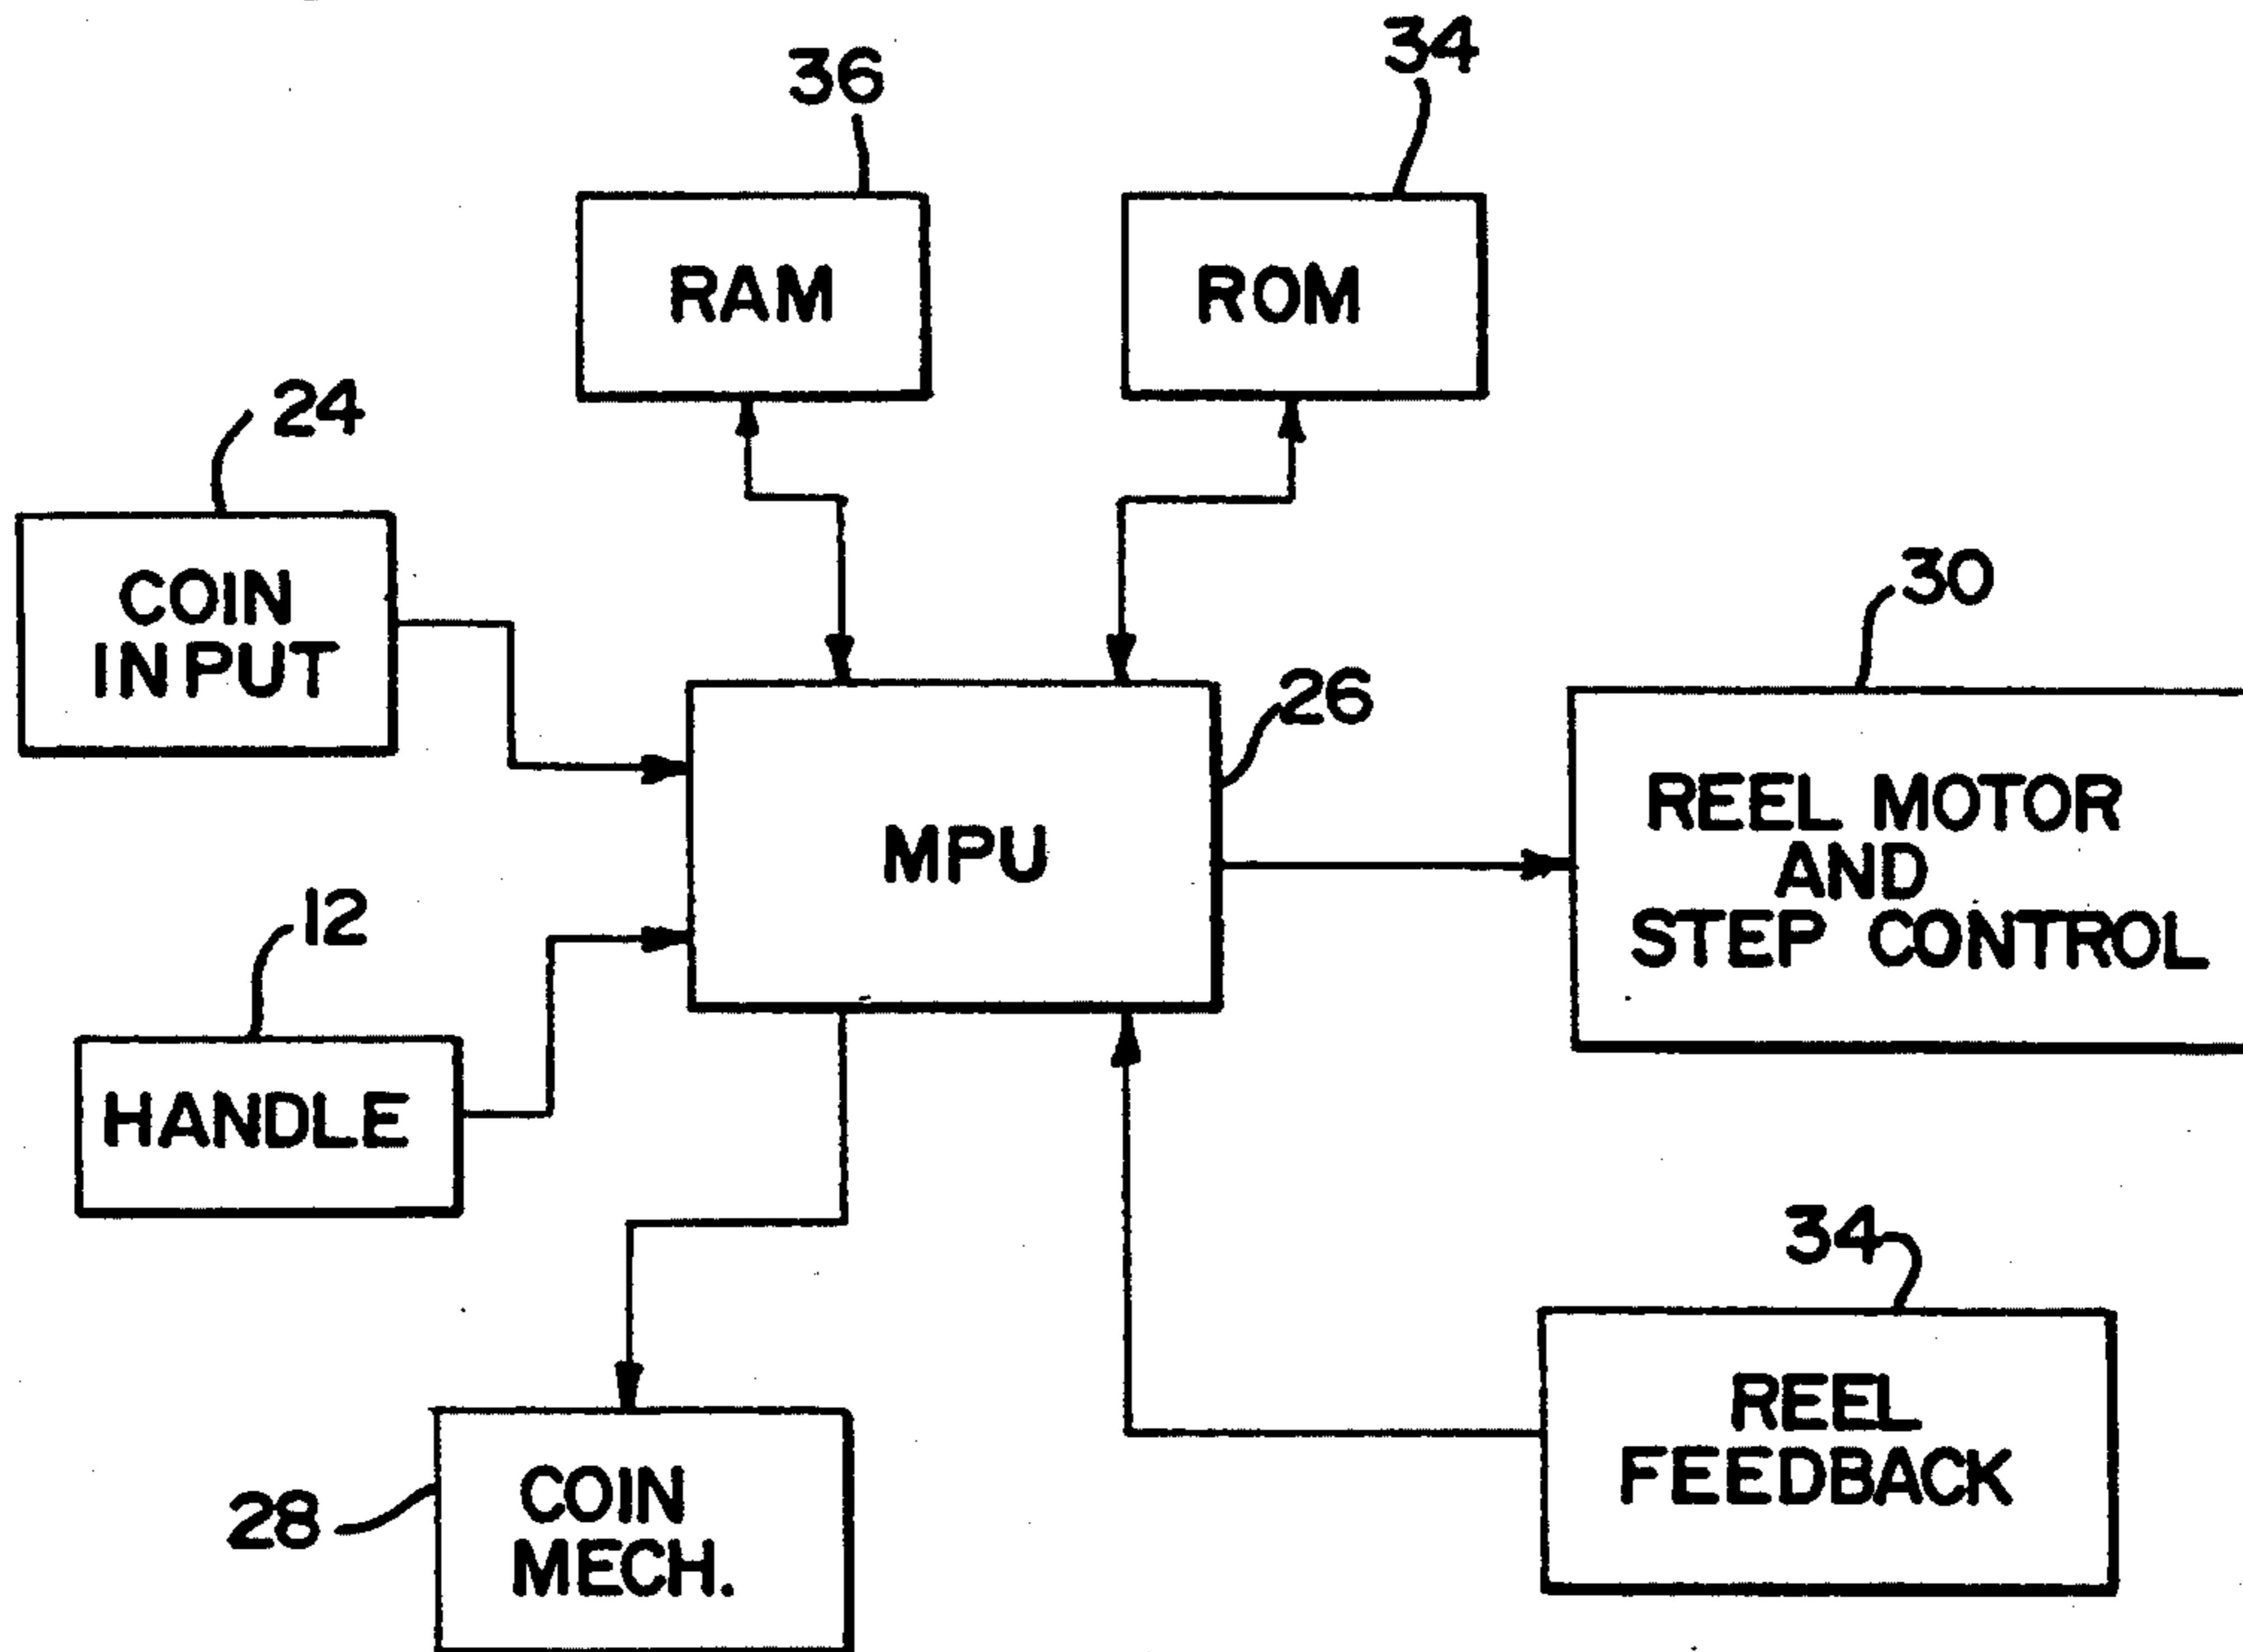 36
34
RAM
ROM
24
COIN
INPUT
30
26
MPU
REEL MOTOR
AND
STEP CONTROL
12
HANDLE
34
REEL
FEEDBACK
28
COIN
MECH.